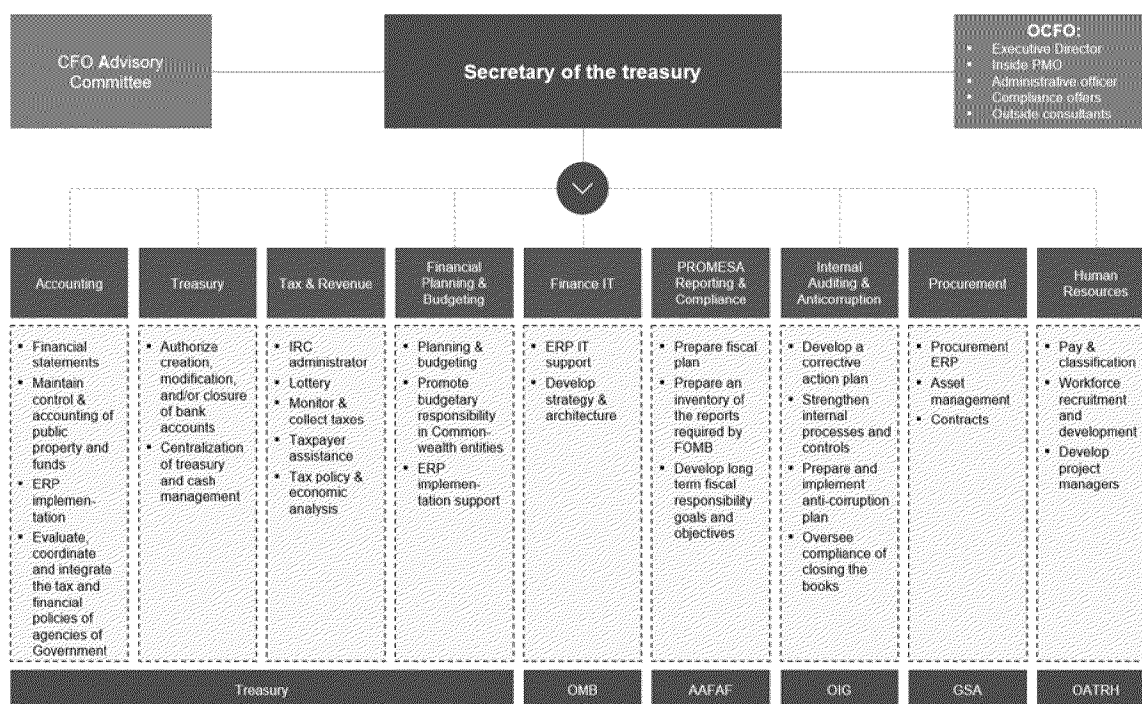 CFO Advisory
Committee
Secretary of the treasury
OCFO:
▪ Executive Director
▪ Inside PMO
▪ Administrative officer
▪ Compliance offers
▪ Outside consultants
Accounting
▪ Financial
statements
▪ Maintain
control &
accounting of
public
property and
funds
▪ ERP
implemen-
tation
▪ Evaluate,
coordinate
and integrate
the tax and
financial
policies of
agencies of
Government
Treasury
▪ Authorize
creation,
modification,
and/or closure
of bank
accounts
▪ Centralization
of treasury
and cash
management
Tax & Revenue
▪ IRC
administrator
▪ Lottery
▪ Monitor &
collect taxes
▪ Taxpayer
assistance
▪ Tax policy &
economic
analysis
Financial
Planning &
Budgeting
▪ Planning &
budgeting
▪ Promote
budgetary
responsibility
in Common-
wealth entities
▪ ERP
implemen-
tation support
Treasury
Finance IT
▪ ERP IT
support
▪ Develop
strategy &
architecture
OMB
PROMESA
Reporting &
Compliance
▪ Prepare fiscal
plan
▪ Prepare an
inventory of
the reports
required by
FOMB
▪ Develop long
term fiscal
responsibility
goals and
objectives
AAFAF
Internal
Auditing &
Anticorruption
▪ Develop a
corrective
action plan
▪ Strengthen
internal
processes and
controls
▪ Prepare and
implement
anti-corruption
plan
▪ Oversee
compliance of
closing the
books
OIG
Procurement
▪ Procurement
ERP
▪ Asset
management
▪ Contracts
GSA
Human
Resources
▪ Pay &
classification
▪ Workforce
recruitment
and
development
▪ Develop
project
managers
OATRH